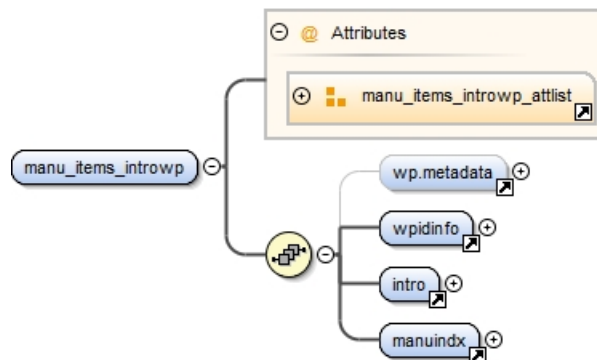 @ Attributes
manu_items_introwp_attlist
manu_items_introwp
wp.metadata
wpidinfo
intro
manuindx